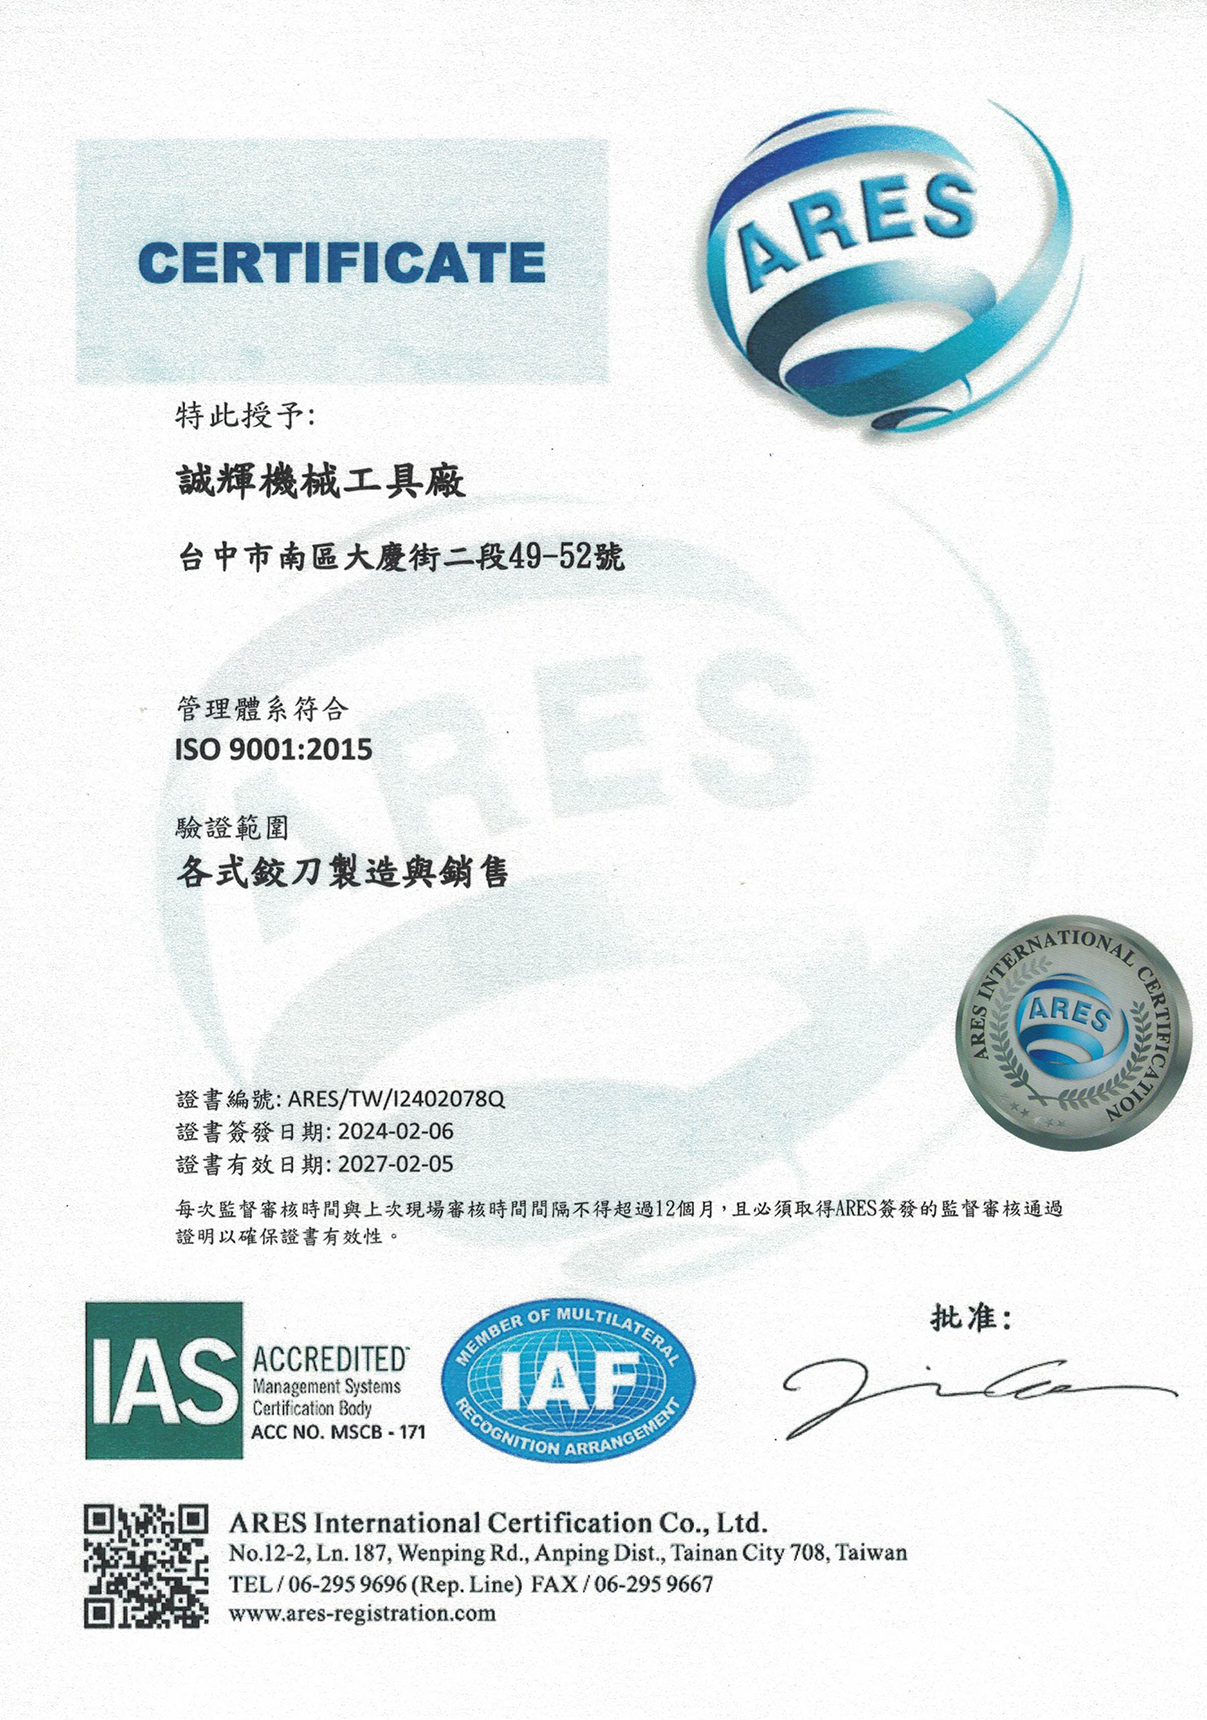 CERTIFICATE
ARES
特此授予:
誠輝機械工具廠
台中市南區大慶街二段49-52號
管理體系符合
ISO 9001:2015
驗證範圍
各式鉸刀製造與銷售
ARES INTERNATIONAL CERTIFICATION
ARES
證書編號: ARES/TW/I2402078Q
證書簽發日期: 2024-02-06
證書有效日期: 2027-02-05
每次監督審核時間與上次現場審核時間間隔不得超過12個月，且必須取得ARES簽發的監督審核通過
證明以確保證書有效性。
IAS
ACCREDITED™
Management Systems
Certification Body
ACC NO. MSCB - 171
MEMBER OF MULTILATERAL
IAF
RECOGNITION ARRANGEMENT
批准:
ARES International Certification Co., Ltd.
No.12-2, Ln. 187, Wenping Rd., Anping Dist., Tainan City 708, Taiwan
TEL / 06-295 9696 (Rep. Line) FAX / 06-295 9667
www.ares-registration.com